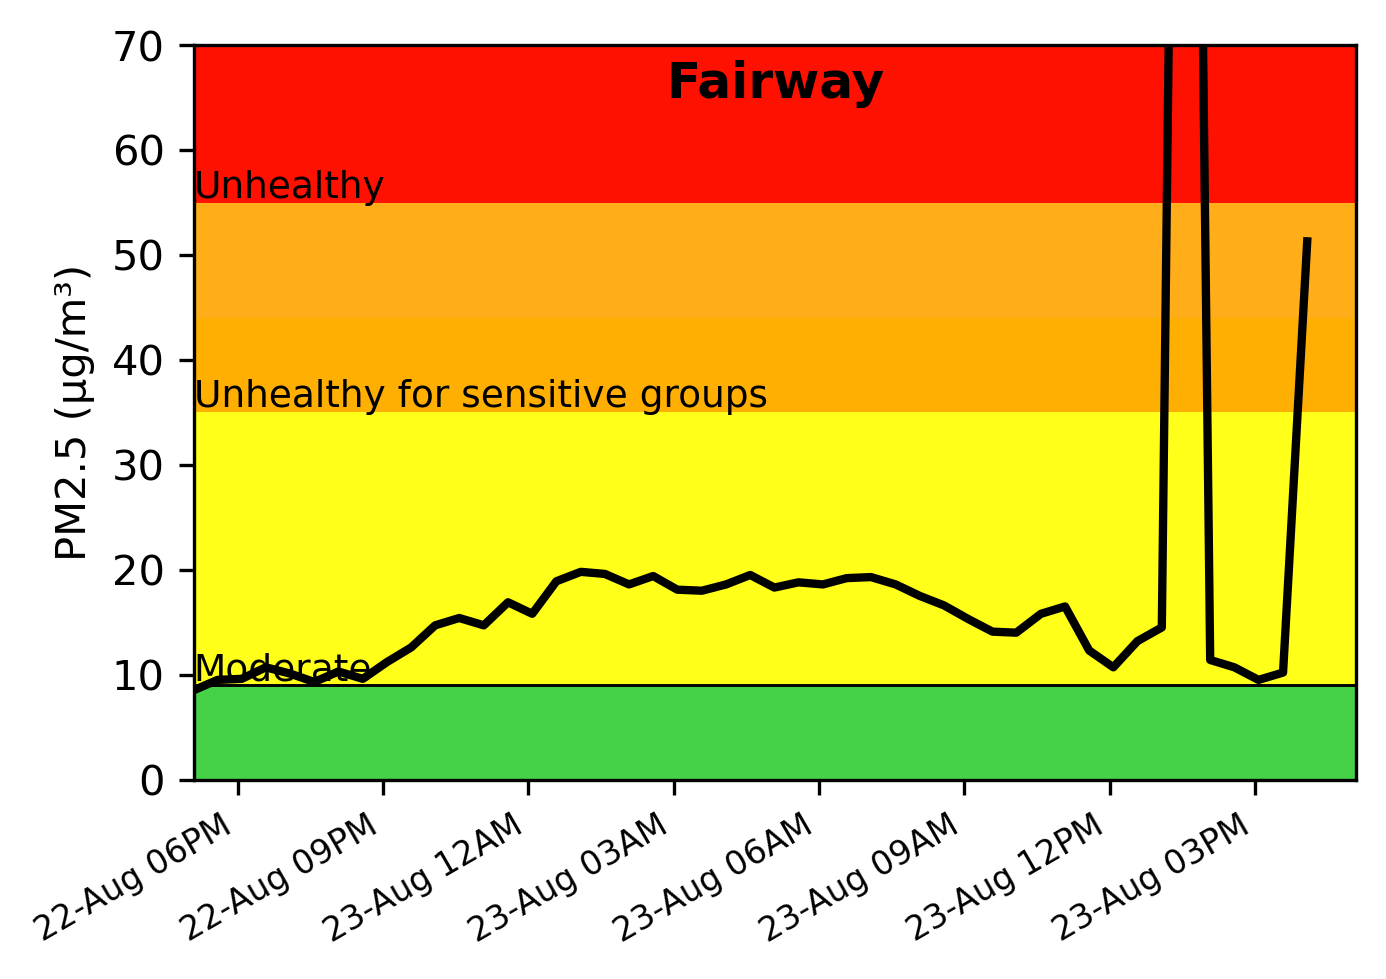 Fairway
PM2.5 (µg/m³)
70
60
50
40
30
20
10
0
Unhealthy
Unhealthy for sensitive groups
Moderate
22-Aug 06PM
22-Aug 09PM
23-Aug 12AM
23-Aug 03AM
23-Aug 06AM
23-Aug 09AM
23-Aug 12PM
23-Aug 03PM